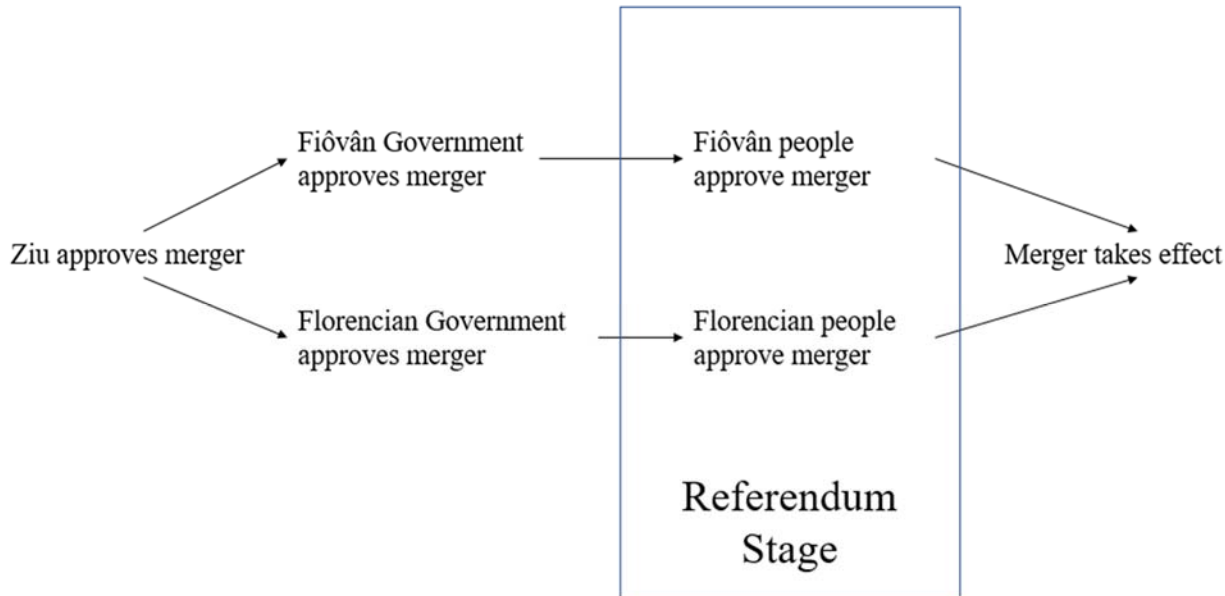 Ziu approves merger
Fiôvân Government
approves merger
Florencian Government
approves merger
Fiôvân people
approve merger
Florencian people
approve merger
Referendum
Stage
Merger takes effect